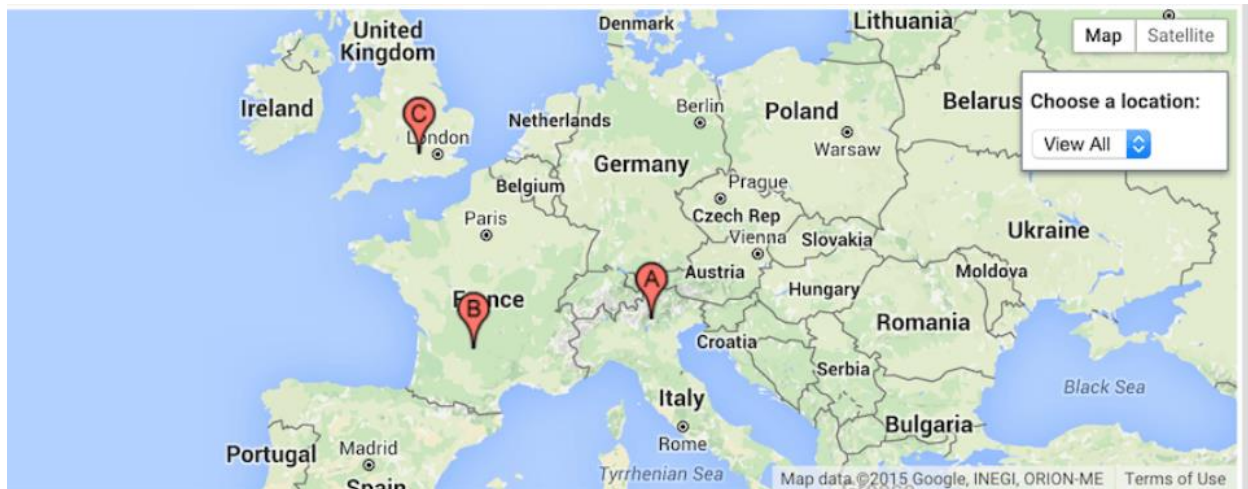 United
Kingdom
Denmark
Lithuania
Map
Satellite
Ireland
C
London
Netherlands
Berlin
Poland
Warsaw
Belarus
Choose a location:
View All
Germany
Belgium
Prague
Czech Rep
Paris
Vienna
Slovakia
Ukraine
Austria
Moldova
A
Hungary
B
France
Romania
Croatia
Serbia
Black Sea
Italy
Bulgaria
Portugal
Madrid
Rome
Spain
Tyrrhenian Sea
Map data ©2015 Google, INEGI, ORION-ME
Terms of Use